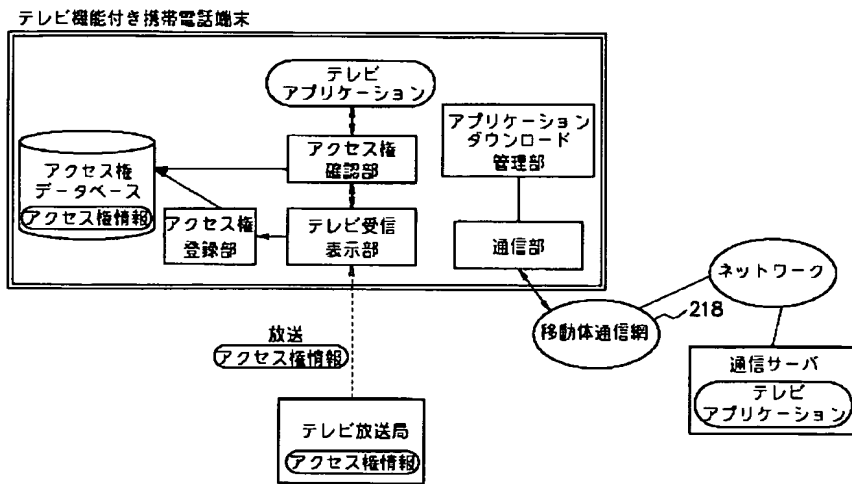 テレビ機能付き携帯電話端末
テレビ
アプリケーション
アプリケーション
ダウンロード
管理部
アクセス権
確認部
アクセス権
データベース
アクセス権情報
アクセス権
登録部
テレビ受信
表示部
通信部
ネットワーク
218
移動体通信網
放送
アクセス権情報
通信サーバ
テレビ
アプリケーション
テレビ放送局
アクセス権情報